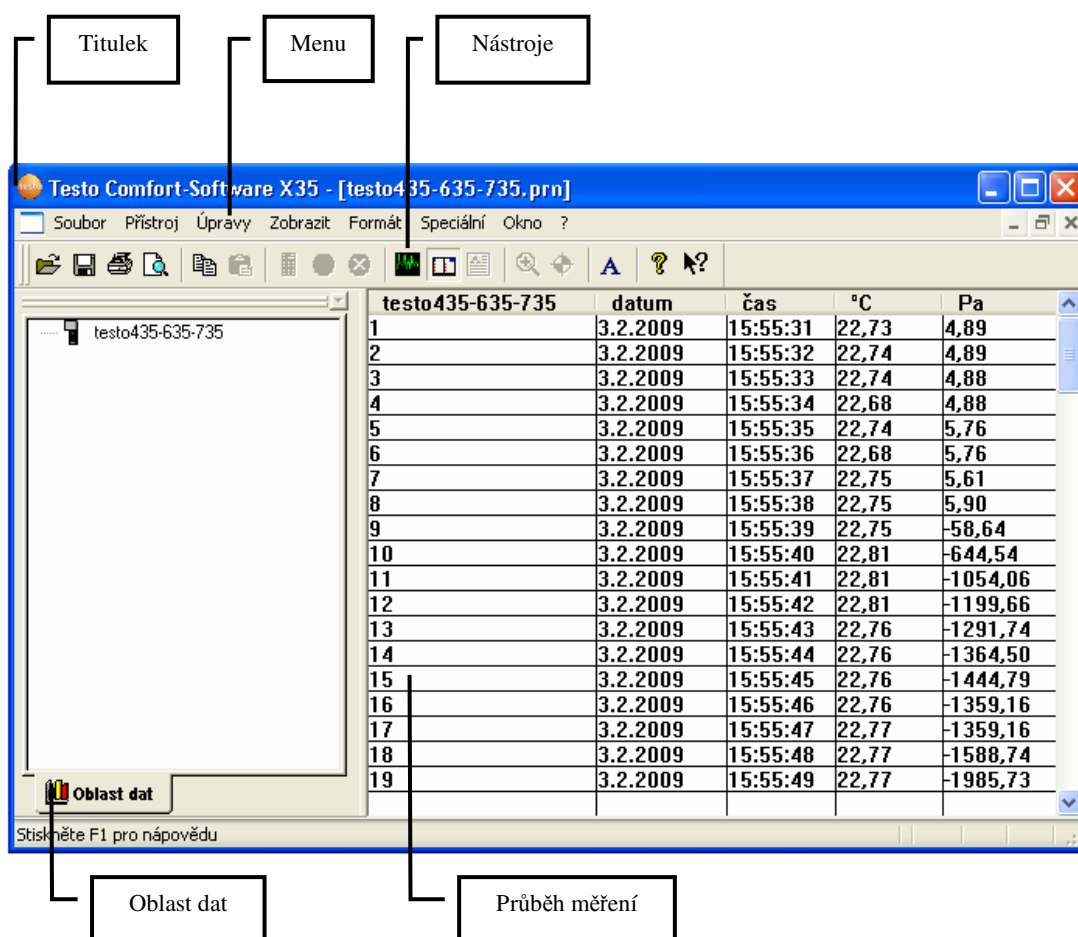 Titulek
Menu
Nástroje
Testo Comfort-Software X35 - [testo435-635-735.prn]
Soubor Přístroj Úpravy Zobrazit Formát Speciální Okno ?
testo435-635-735
testo435-635-735 datum čas °C Pa
1 3.2.2009 15:55:31 22,73 4,89
2 3.2.2009 15:55:32 22,74 4,89
3 3.2.2009 15:55:33 22,74 4,88
4 3.2.2009 15:55:34 22,68 4,88
5 3.2.2009 15:55:35 22,74 5,76
6 3.2.2009 15:55:36 22,68 5,76
7 3.2.2009 15:55:37 22,75 5,61
8 3.2.2009 15:55:38 22,75 5,90
9 3.2.2009 15:55:39 22,75 -58,64
10 3.2.2009 15:55:40 22,81 -644,54
11 3.2.2009 15:55:41 22,81 -1054,06
12 3.2.2009 15:55:42 22,81 -1199,66
13 3.2.2009 15:55:43 22,76 -1291,74
14 3.2.2009 15:55:44 22,76 -1364,50
15 3.2.2009 15:55:45 22,76 -1444,79
16 3.2.2009 15:55:46 22,76 -1359,16
17 3.2.2009 15:55:47 22,77 -1359,16
18 3.2.2009 15:55:48 22,77 -1588,74
19 3.2.2009 15:55:49 22,77 -1985,73
Oblast dat
Stiskněte F1 pro nápovědu
Oblast dat
Průběh měření